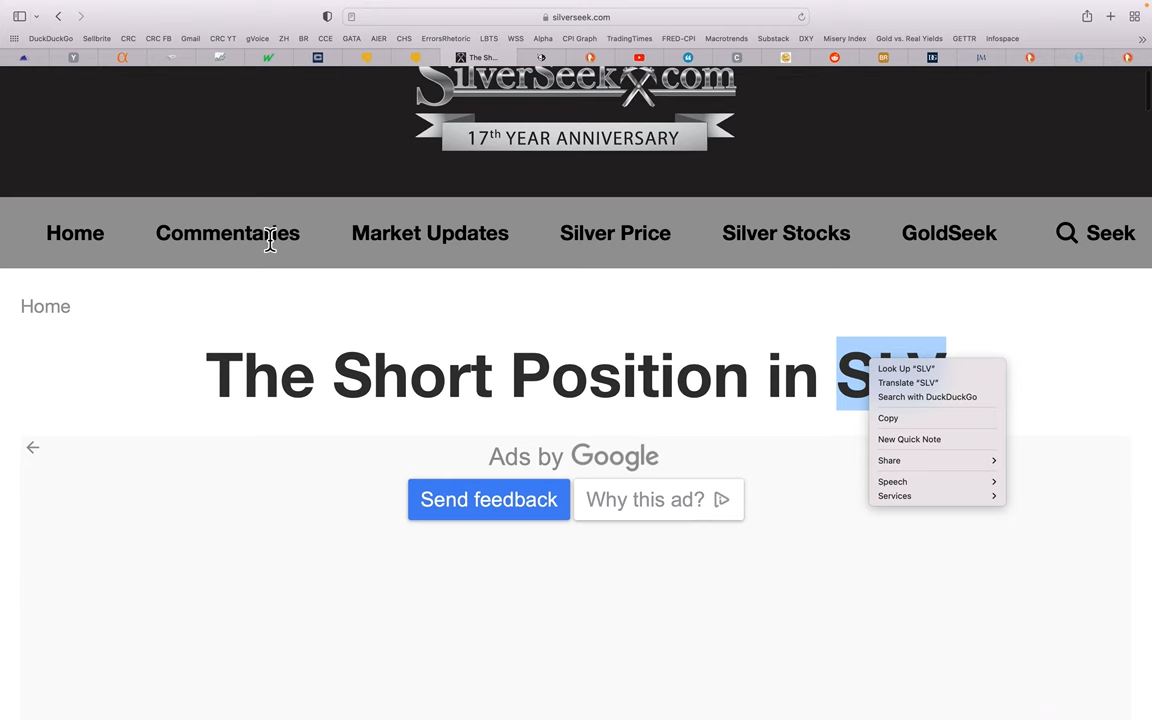 silverseek.com
DuckDuckGo Sellbrite CRC CRC FB Gmail CRC YT gVoice ZH BR CCE GATA AIER CHS ErrorsRhetoric LBTS WSS Alpha CPI Graph TradingTimes FRED-CPI Macrotrends Substack DXY Misery Index Gold vs. Real Yields GETTR Infospace
The Sh...
SilverSeek.com
17th YEAR ANNIVERSARY
Home Commentaries Market Updates Silver Price Silver Stocks GoldSeek Seek
Home
The Short Position in SLV
Look Up “SLV”
Translate “SLV”
Search with DuckDuckGo
Copy
New Quick Note
Share
Speech
Services
Ads by Google
Send feedback Why this ad?